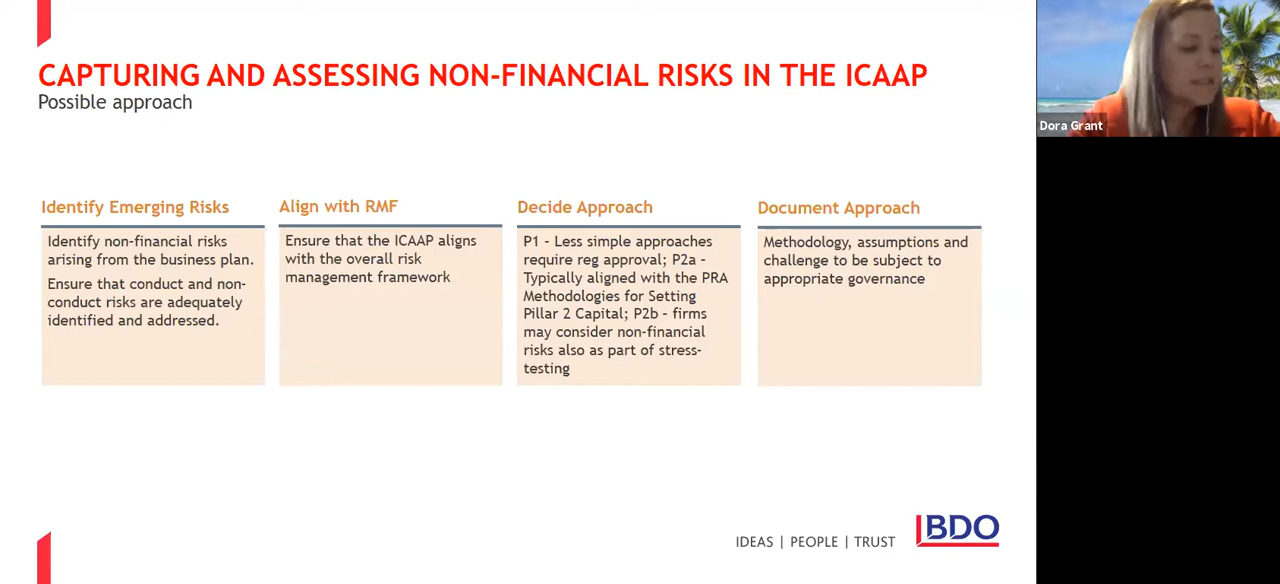 CAPTURING AND ASSESSING NON-FINANCIAL RISKS IN THE ICAAP
Possible approach
Identify Emerging Risks
Identify non-financial risks
arising from the business plan.
Ensure that conduct and non-
conduct risks are adequately
identified and addressed.
Align with RMF
Ensure that the ICAAP aligns
with the overall risk
management framework
Decide Approach
P1 - Less simple approaches
require reg approval; P2a -
Typically aligned with the PRA
Methodologies for Setting
Pillar 2 Capital; P2b - firms
may consider non-financial
risks also as part of stress-
testing
Document Approach
Methodology, assumptions and
challenge to be subject to
appropriate governance
IDEAS | PEOPLE | TRUST
BDO
Dora Grant